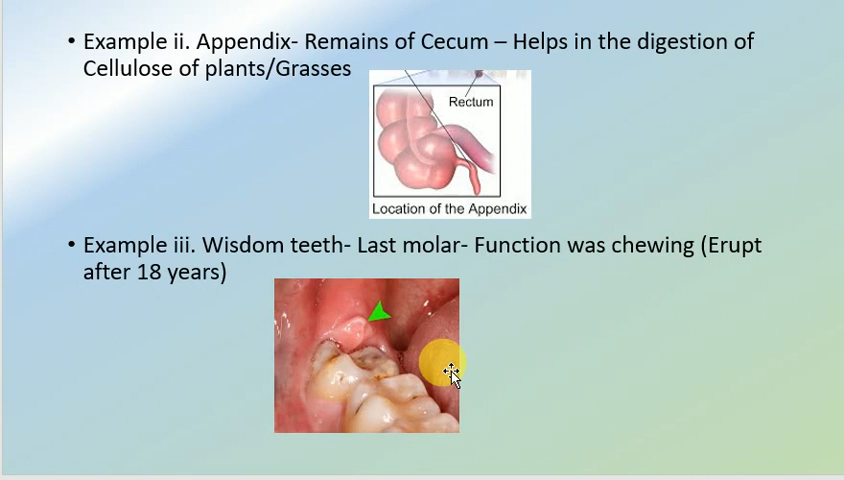 • Example ii. Appendix- Remains of Cecum – Helps in the digestion of
Cellulose of plants/Grasses
Rectum
Location of the Appendix
• Example iii. Wisdom teeth- Last molar- Function was chewing (Erupt
after 18 years)